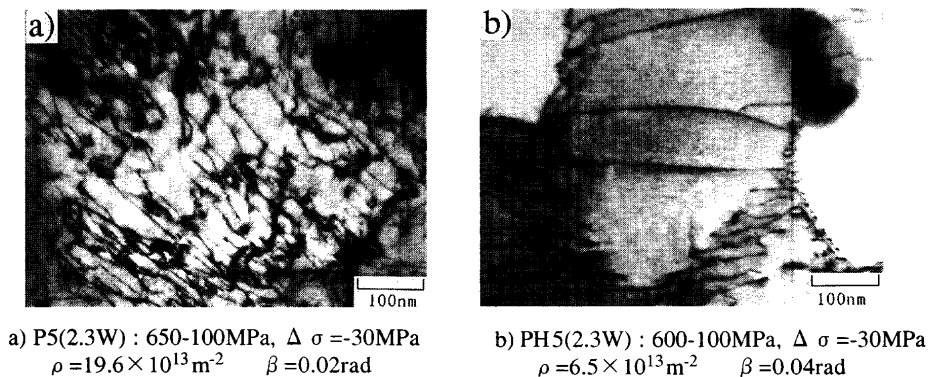 a)
100nm
b)
100nm
a) P5(2.3W) : 650-100MPa, Δ σ =-30MPa
ρ =19.6×10¹³m⁻² β =0.02rad
b) PH5(2.3W) : 600-100MPa, Δ σ =-30MPa
ρ =6.5×10¹³m⁻² β =0.04rad